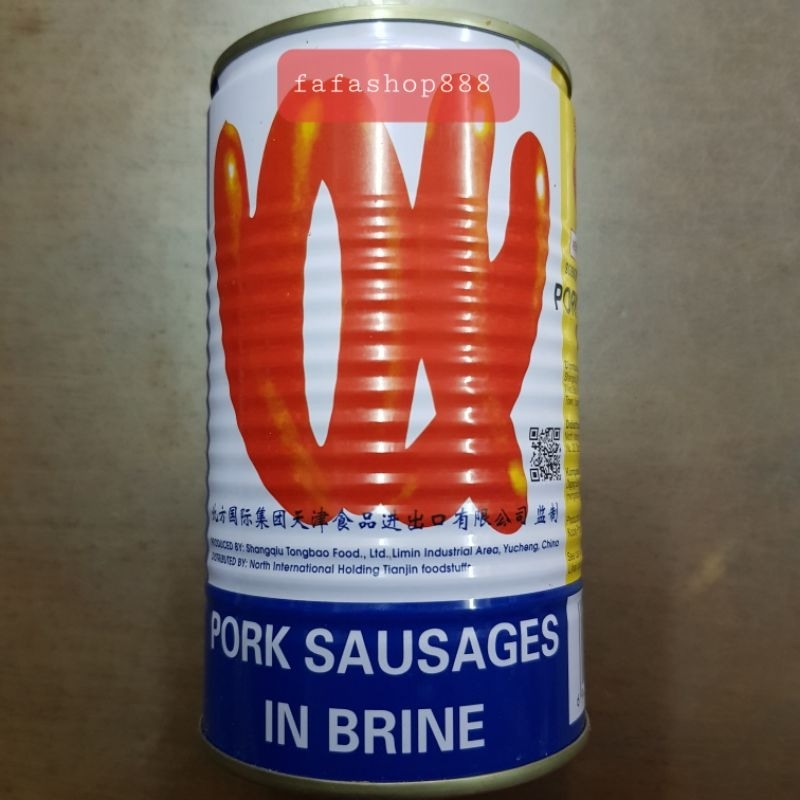 fafashop888
北方国际集团天津食品进出口有限公司 监制
PRODUCED BY: Shangqiu Tongbao Food., Ltd., Limin Industrial Area, Yucheng, China
DISTRIBUTED BY: North International Holding Tianjin foodstuffs
PORK SAUSAGES
IN BRINE